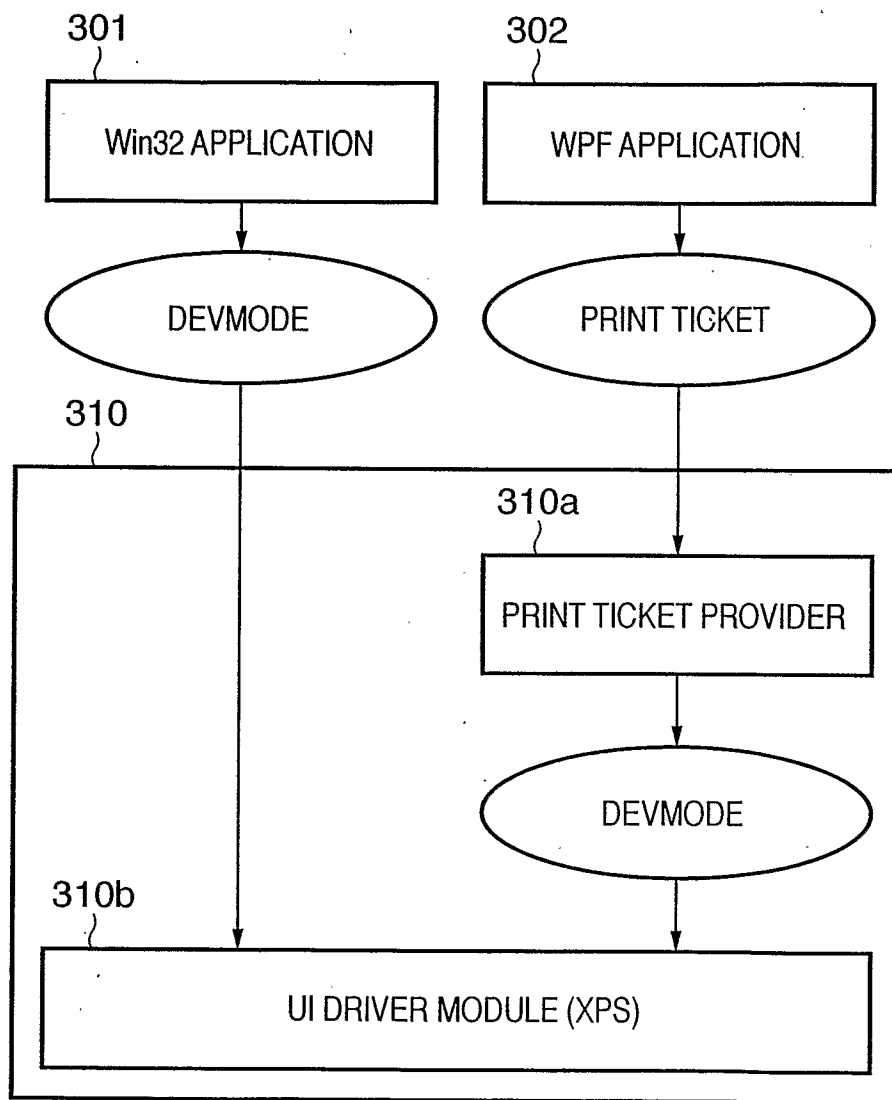 301
302
Win32 APPLICATION
WPF APPLICATION
DEVMODE
PRINT TICKET
310
310a
PRINT TICKET PROVIDER
DEVMODE
310b
UI DRIVER MODULE (XPS)